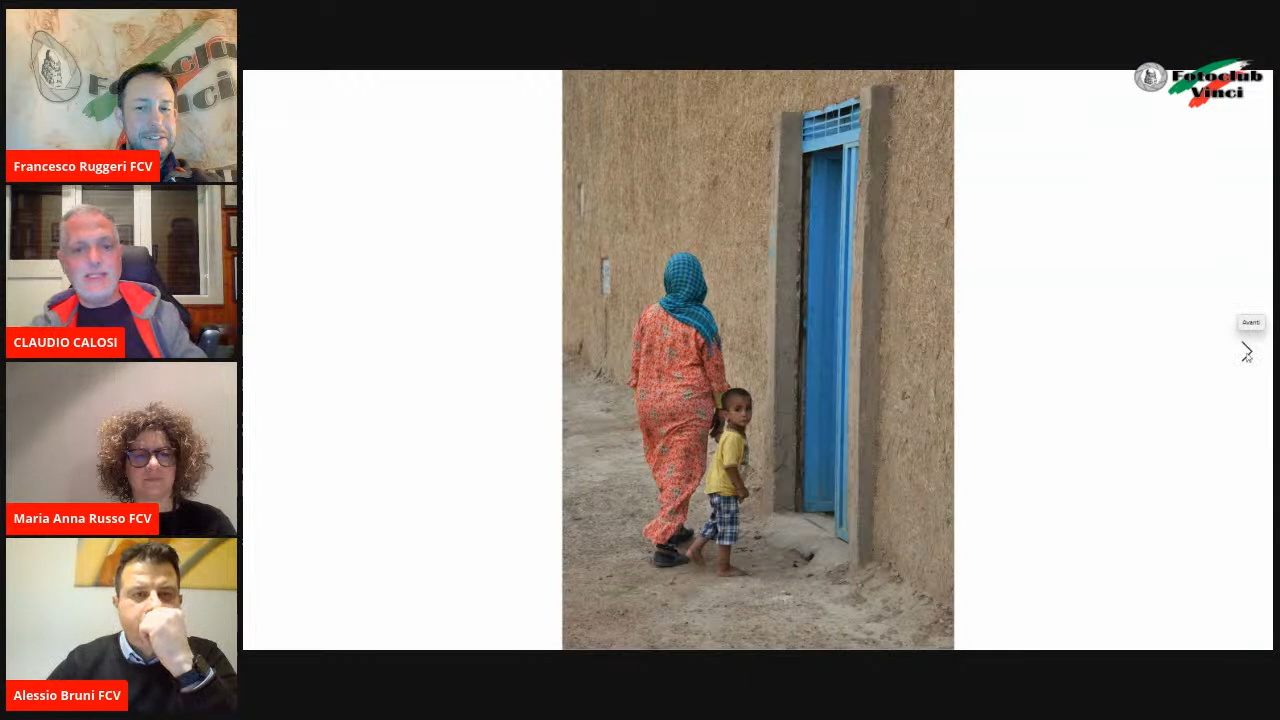 Francesco Ruggeri FCV
CLAUDIO CALOSI
Maria Anna Russo FCV
Alessio Bruni FCV
Fotoclub
Vinci
Avanti